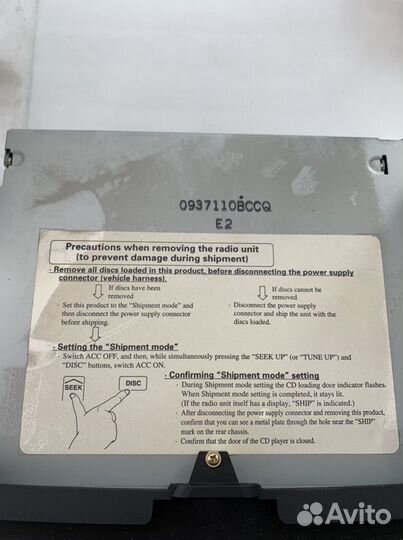 0937110BCCQ
E2
Precautions when removing the radio unit
(to prevent damage during shipment)
· Remove all discs loaded in this product, before disconnecting the power supply
connector (vehicle harness).
If discs have been
removed
If discs cannot be
removed
· Set this product to the "Shipment mode" and
then disconnect the power supply connector
before shipping.
· Disconnect the power supply
connector and ship the unit with the
discs loaded.
· Setting the "Shipment mode"
· Switch ACC OFF, and then, while simultaneously pressing the "SEEK UP" (or "TUNE UP") and
"DISC" buttons, switch ACC ON.
SEEK
DISC
· Confirming "Shipment mode" setting
· During Shipment mode setting the CD loading door indicator flashes.
When Shipment mode setting is completed, it stays lit.
(If the radio unit itself has a display, "SHIP" is indicated.)
· After disconnecting the power supply connector and removing this product,
confirm that you can see a metal plate through the hole near the "SHIP"
mark on the rear chassis.
· Confirm that the door of the CD player is closed.
Avito